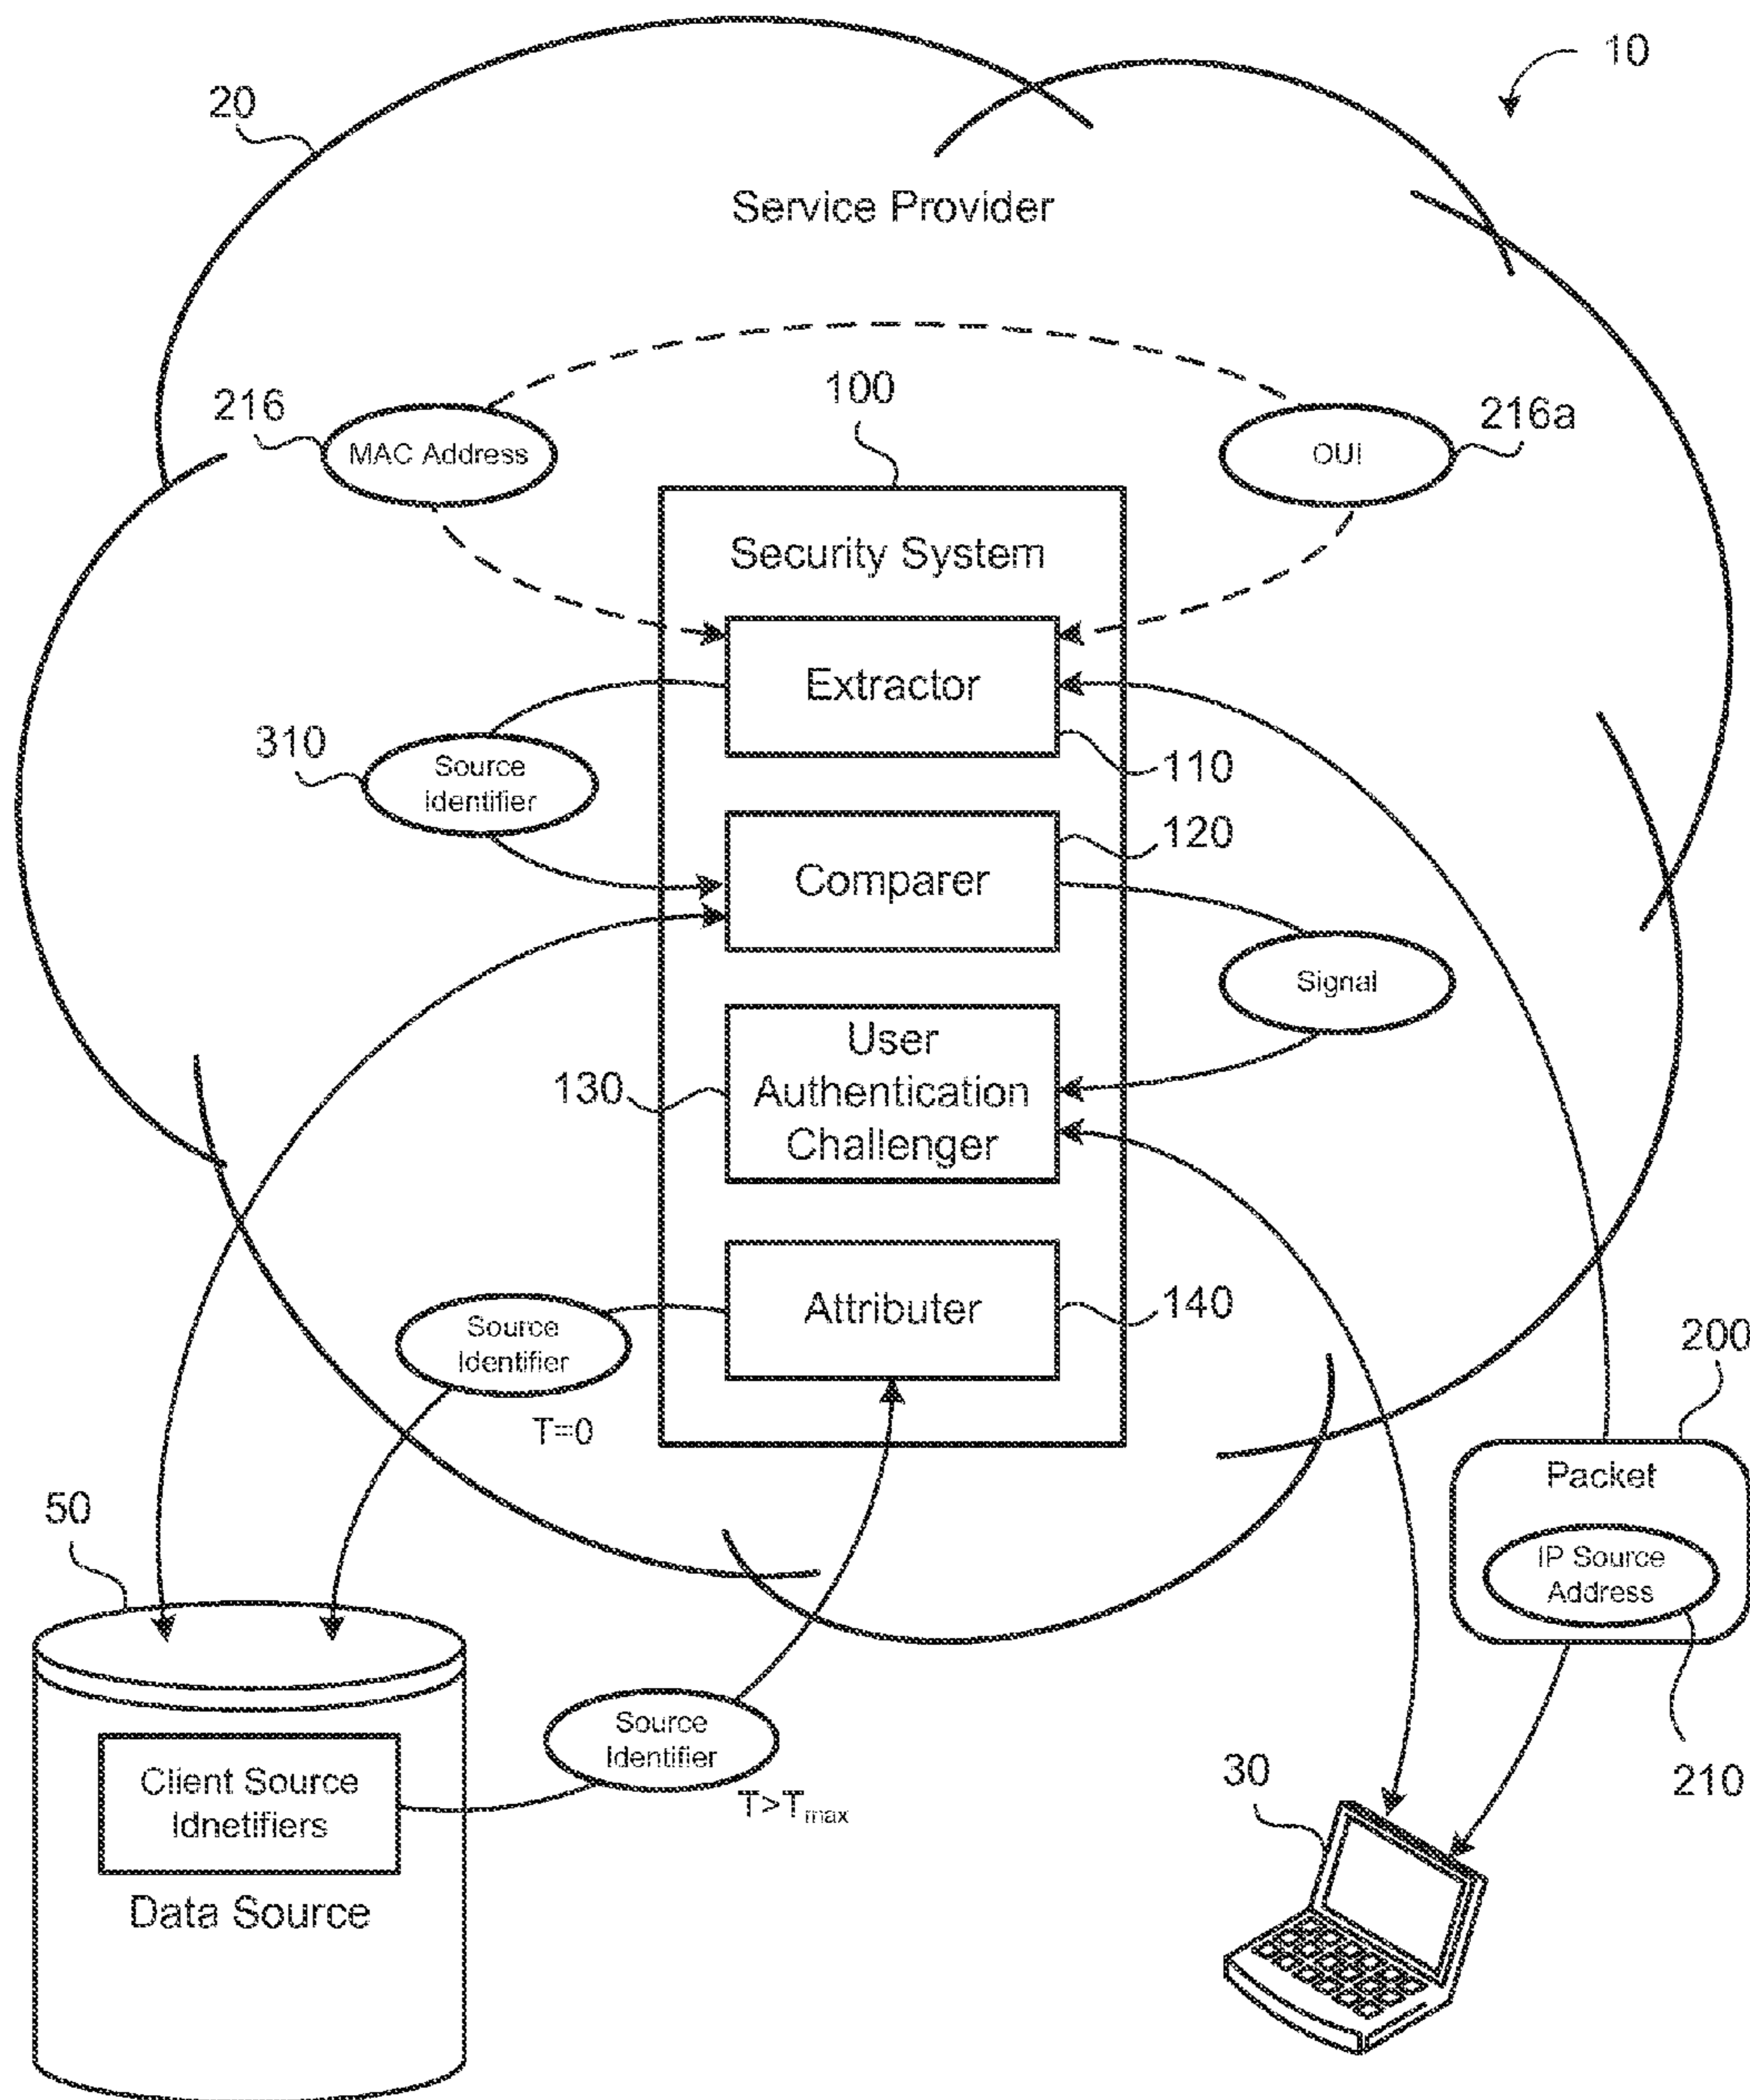 10
20
Service Provider
100
216
MAC Address
OUI
216a
Security System
Extractor
310
Source
Identifier
110
120
Comparer
Signal
User
Authentication
Challenger
130
Attributer
140
Source
Identifier
T=0
200
Packet
IP Source
Address
50
210
Source
Identifier
T>Tmax
30
Client Source
Idnetifiers
Data Source